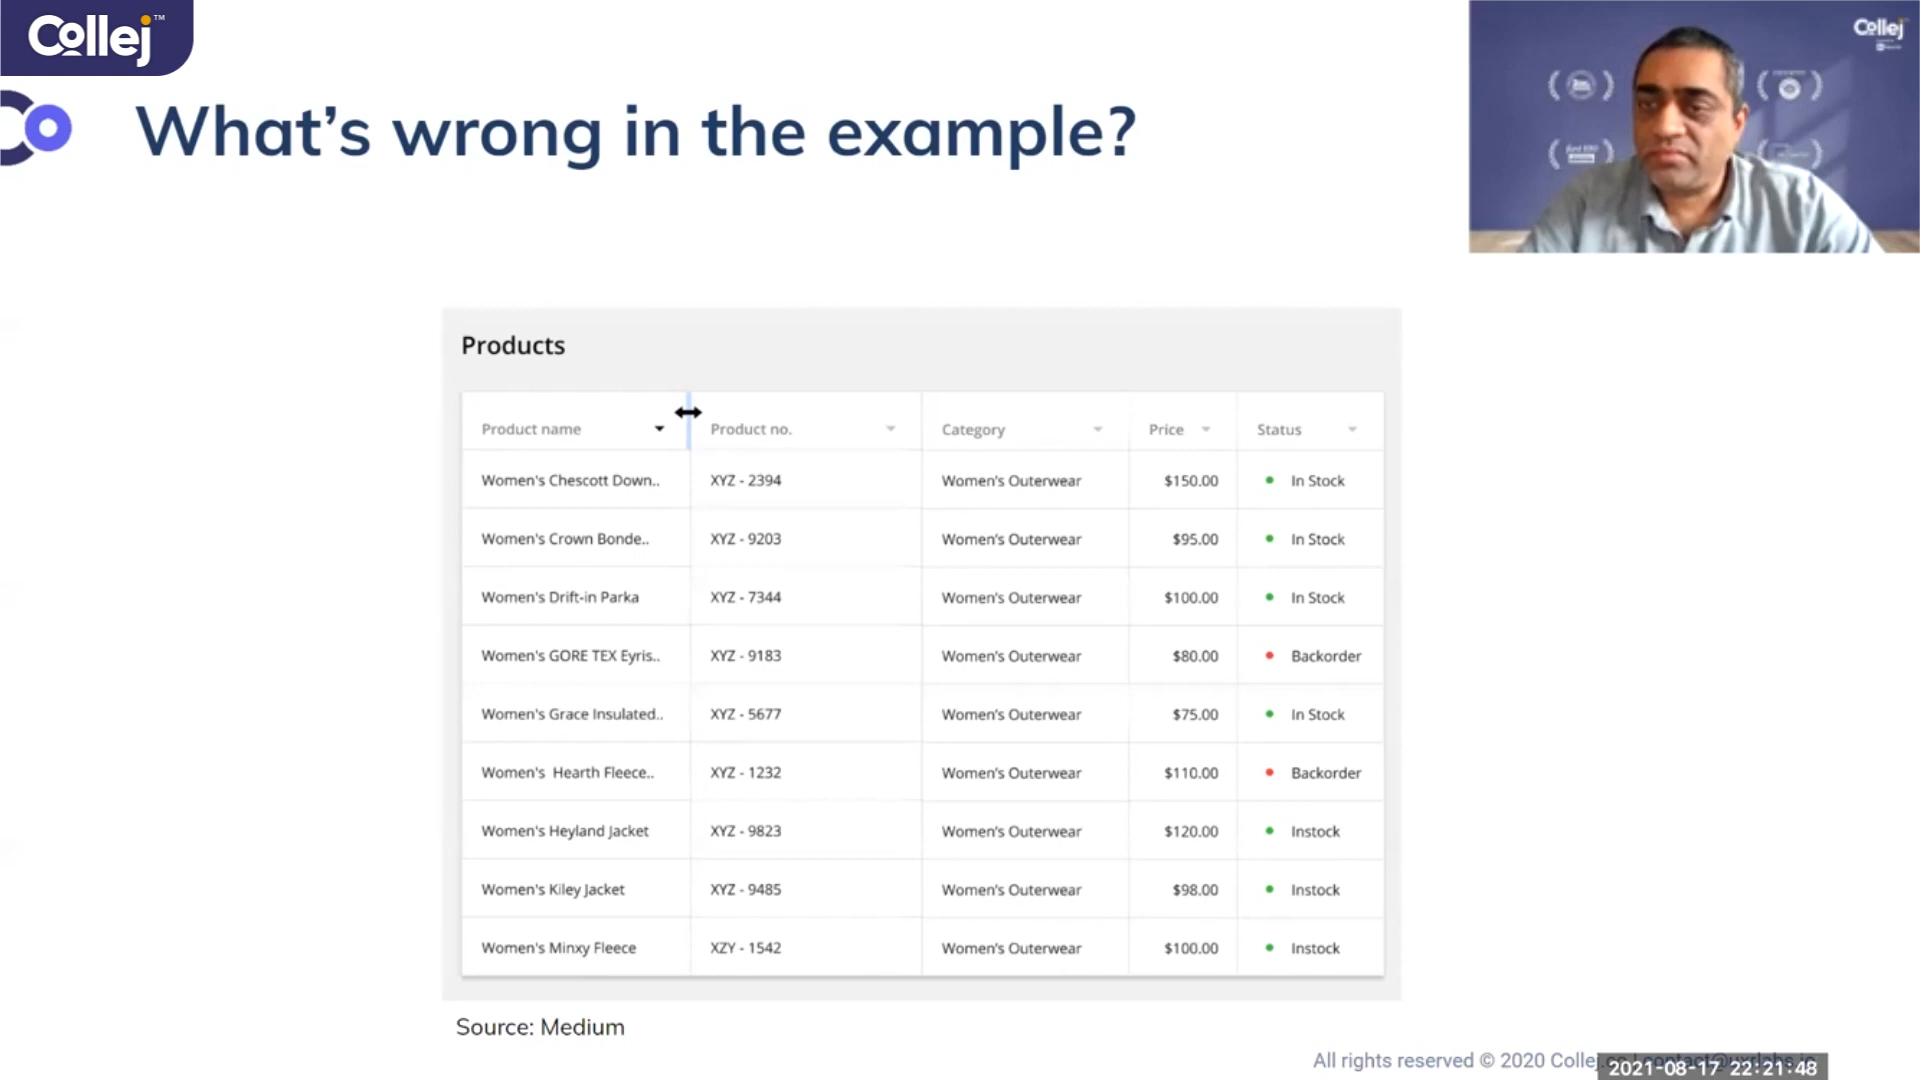 Collej™
Collej
What's wrong in the example?
Products
Product name Product no. Category Price Status
Women's Chescott Down.. XYZ - 2394 Women's Outerwear $150.00 In Stock
Women's Crown Bonde.. XYZ - 9203 Women's Outerwear $95.00 In Stock
Women's Drift-in Parka XYZ - 7344 Women's Outerwear $100.00 In Stock
Women's GORE TEX Eyris.. XYZ - 9183 Women's Outerwear $80.00 Backorder
Women's Grace Insulated.. XYZ - 5677 Women's Outerwear $75.00 In Stock
Women's  Hearth Fleece.. XYZ - 1232 Women's Outerwear $110.00 Backorder
Women's Heyland Jacket XYZ - 9823 Women's Outerwear $120.00 Instock
Women's Kiley Jacket XYZ - 9485 Women's Outerwear $98.00 Instock
Women's Minxy Fleece XZY - 1542 Women's Outerwear $100.00 Instock
Source: Medium
All rights reserved © 2020
2021-08-17 22:21:48